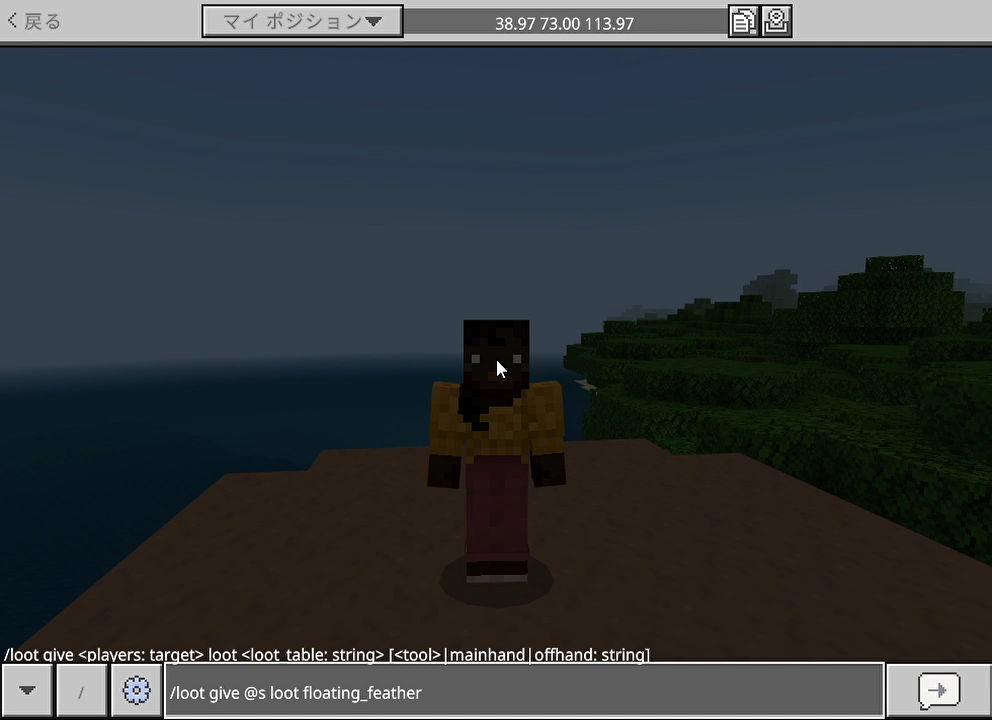 戻る
マイ ポジション
38.97 73.00 113.97
/loot give <players: target> loot <loot_table: string> [<tool>|mainhand|offhand: string]
/
/loot give @s loot floating_feather